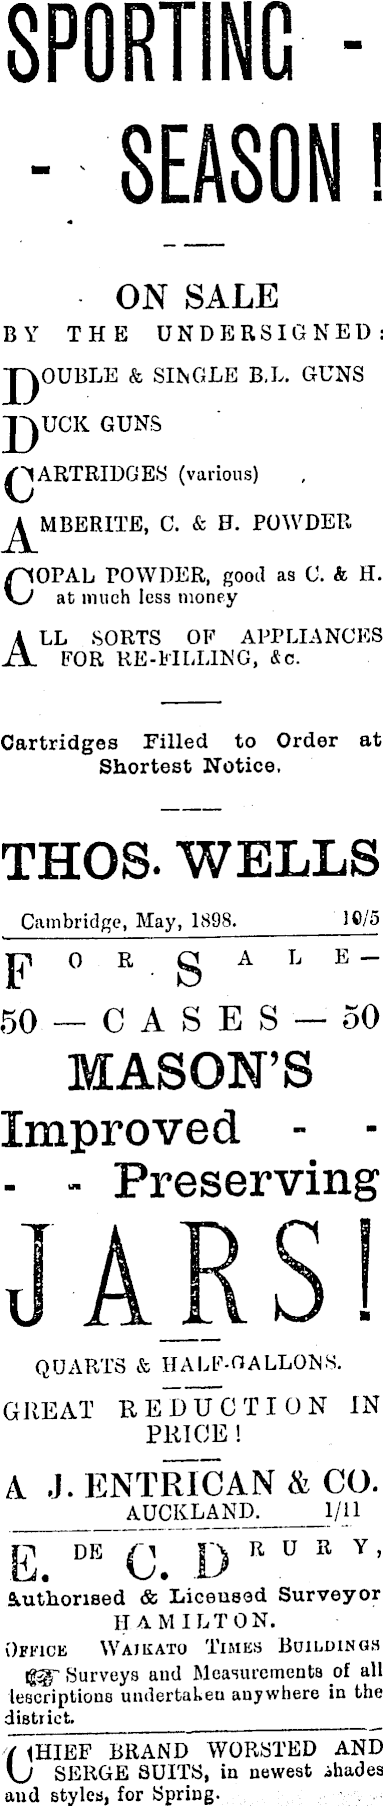 SPORTING -
- SEASON!
ON SALE
BY THE UNDERSIGNED:
DOUBLE & SINGLE B.L. GUNS
DUCK GUNS
CARTRIDGES (various)
AMBERITE, C. & H. POWDER
COPAL POWDER, good as C. & H.
at much less money
ALL SORTS OF APPLIANCES
FOR RE-FILLING, &c.
Cartridges Filled to Order at
Shortest Notice.
THOS. WELLS
Cambridge, May, 1898. 10/5
FOR SALE—
50 — CASES — 50
MASON'S
Improved - -
- - Preserving
JARS!
QUARTS & HALF-GALLONS.
GREAT REDUCTION IN
PRICE!
A J. ENTRICAN & CO.
AUCKLAND. 1/11
E. DE C. DRURY,
Authorised & Licensed Surveyor
HAMILTON.
OFFICE WAIKATO TIMES BUILDINGS
☞ Surveys and Measurements of all
descriptions undertaken anywhere in the
district.
CHIEF BRAND WORSTED AND
SERGE SUITS, in newest shades
and styles, for Spring.